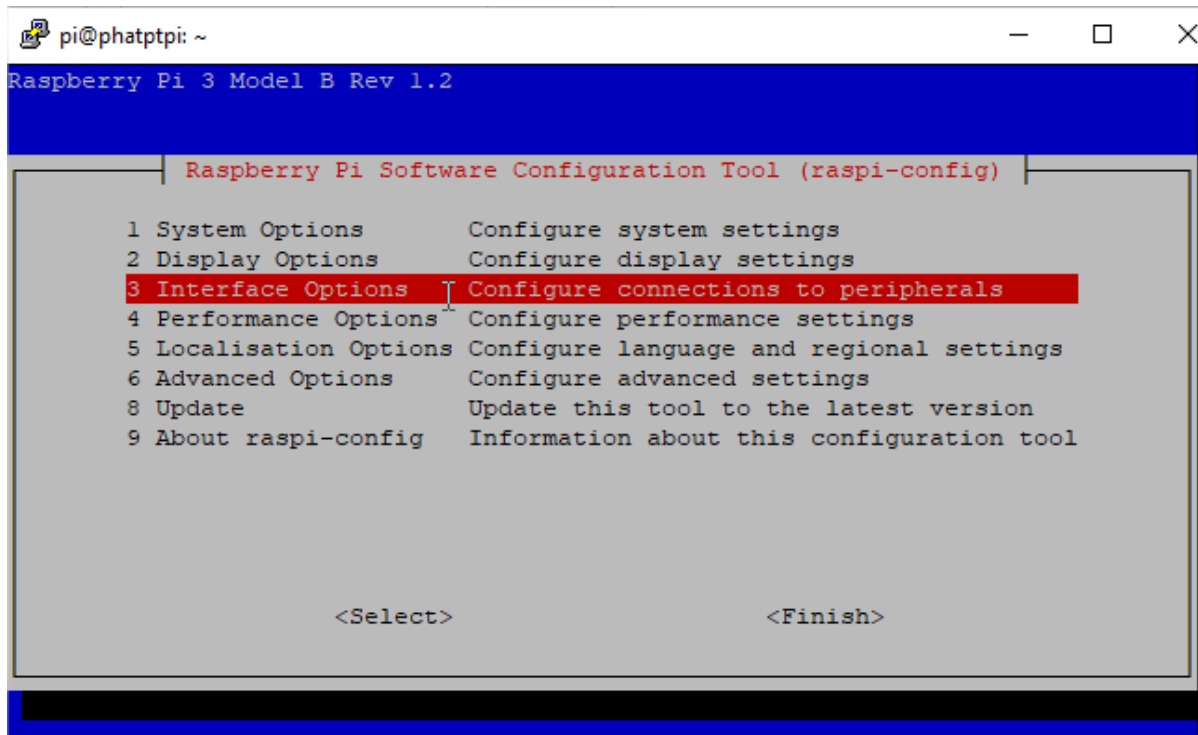 pi@phatptpi: ~
Raspberry Pi 3 Model B Rev 1.2
Raspberry Pi Software Configuration Tool (raspi-config)
1 System Options Configure system settings
2 Display Options Configure display settings
3 Interface Options Configure connections to peripherals
4 Performance Options Configure performance settings
5 Localisation Options Configure language and regional settings
6 Advanced Options Configure advanced settings
8 Update Update this tool to the latest version
9 About raspi-config Information about this configuration tool
<Select> <Finish>